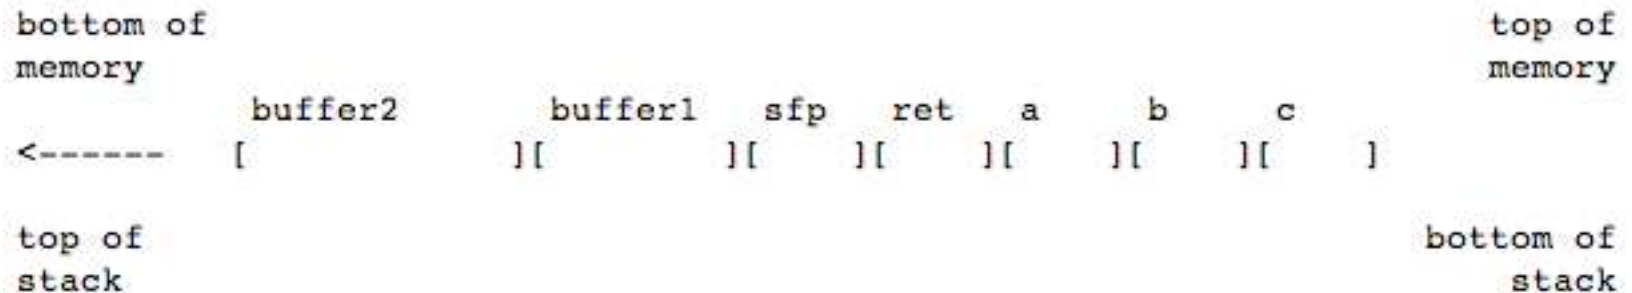 bottom of top of
memory memory
buffer2 buffer1 sfp ret a b c
<------ [ ][ ][ ][ ][ ][ ][ ]
top of bottom of
stack stack